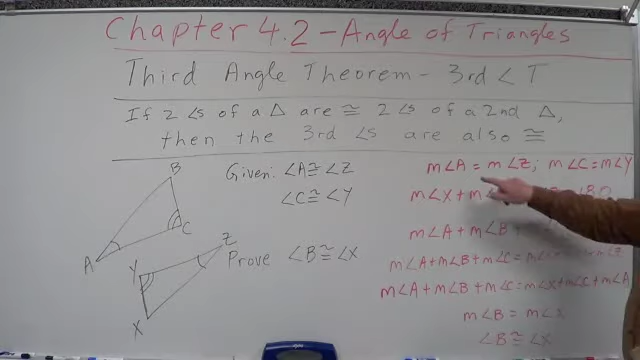 Chapter 4.2 - Angle of Triangles
Third Angle Theorem - 3rd < T
If 2 ∠s of a △ are ≅ 2 ∠s of a 2nd △,
then the 3rd ∠s are also ≅
Given: ∠A ≅ ∠Z
∠C ≅ ∠Y
Prove ∠B ≅ ∠X
B
C
A
Z
Y
X
m∠A = m∠Z; m∠C = m∠Y
m∠X + m
m∠A + m∠B +
m∠A + m∠B + m∠C =
m∠A + m∠B + m∠C = m∠X + m∠C + m∠A
m∠B = m∠X
∠B ≅ ∠X